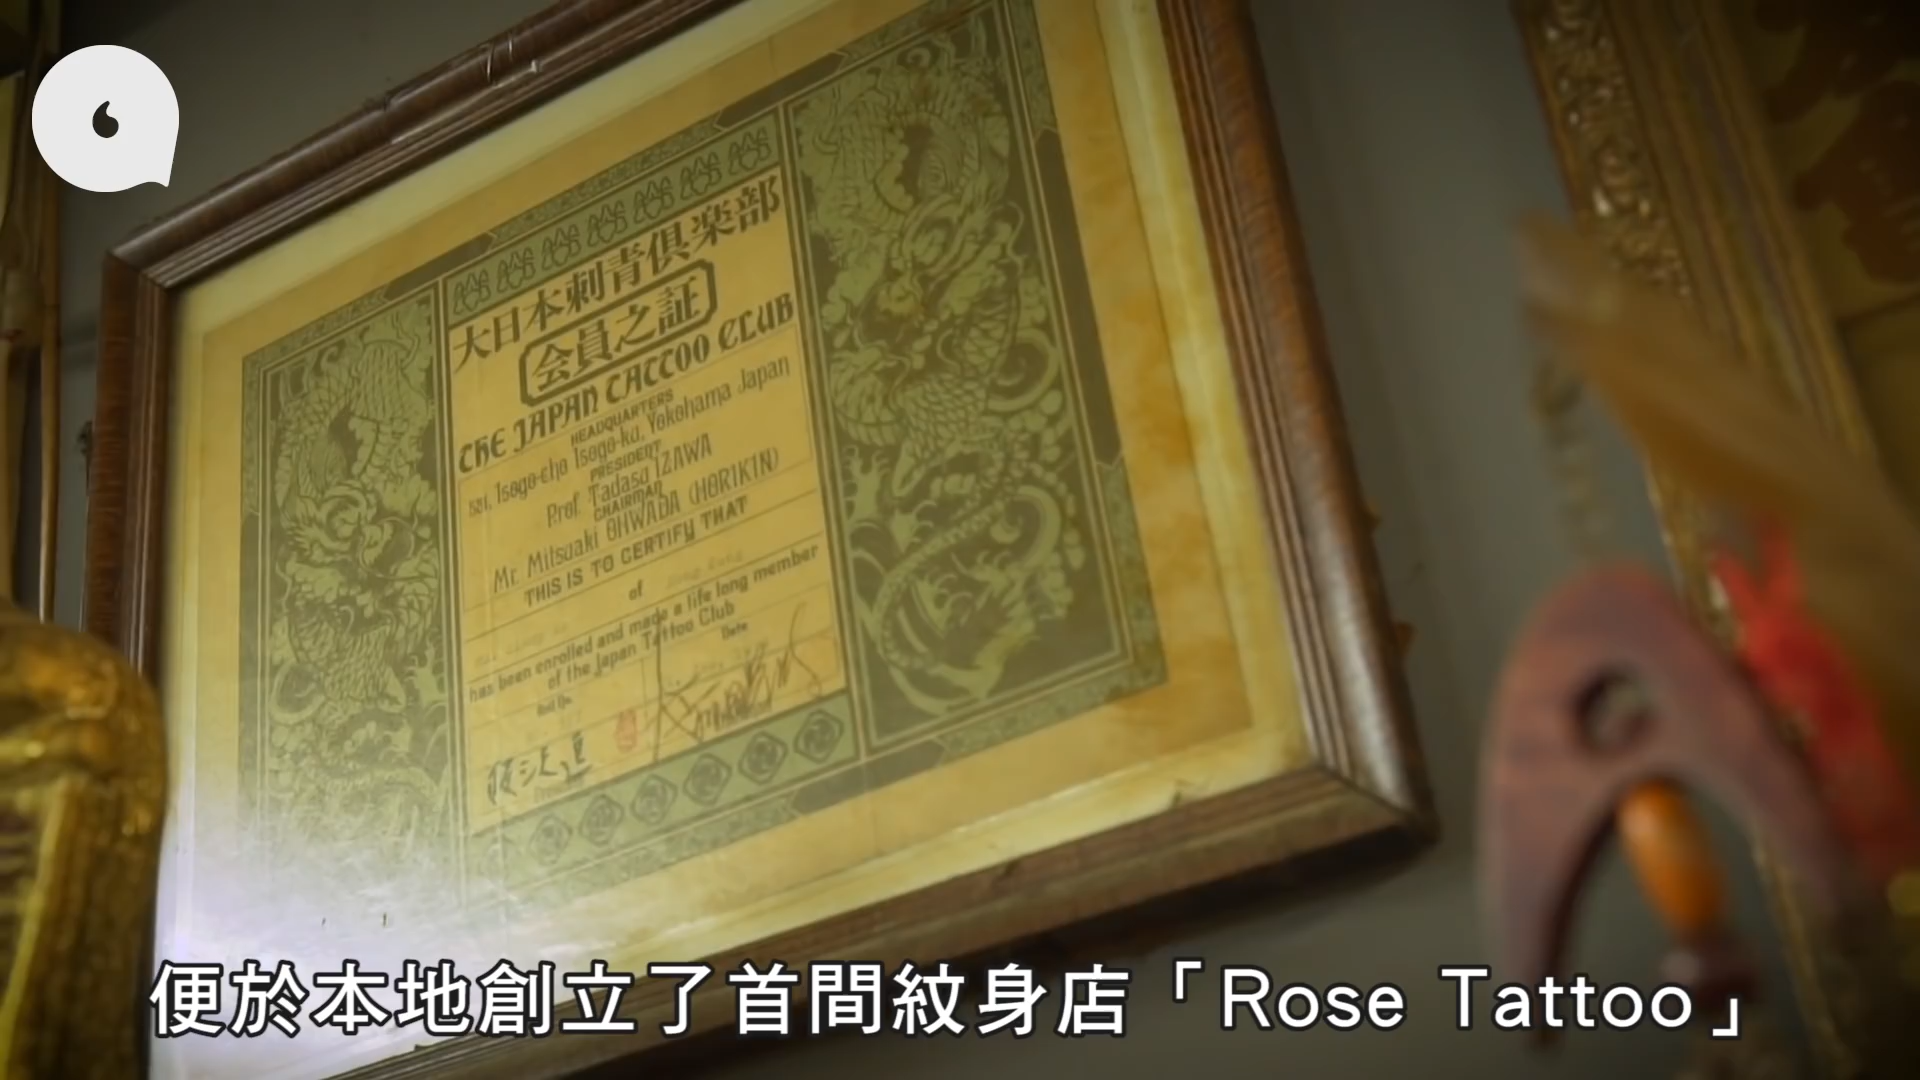 大日本刺青俱楽部
会員之証
THE JAPAN TATTOO CLUB
HEADQUARTERS
Isogo-cho Isogo-ku, Yokohama Japan
PRESIDENT
Prof. Tadaso IZAWA
CHAIRMAN
Mr. Mitsuaki OHWADA (HORIKIN)
THIS IS TO CERTIFY THAT
of
has been enrolled and made a life long member
of the Japan Tattoo Club
Date
便於本地創立了首間紋身店「Rose Tattoo」